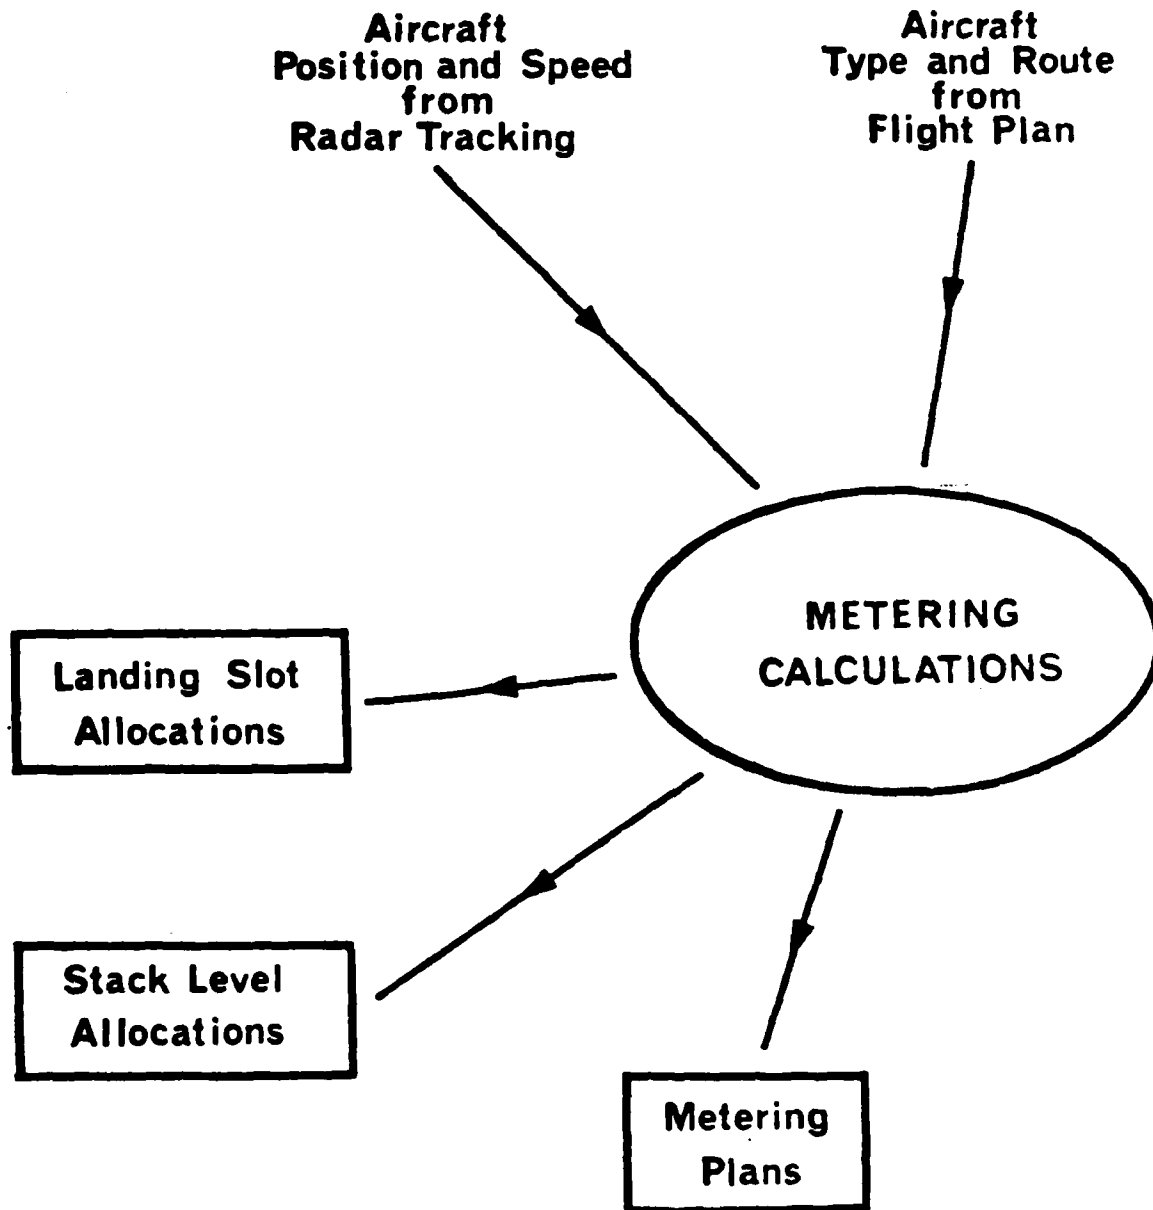 Aircraft
Position and Speed
from
Radar Tracking
Aircraft
Type and Route
from
Flight Plan
METERING
CALCULATIONS
Landing Slot
Allocations
Stack Level
Allocations
Metering
Plans